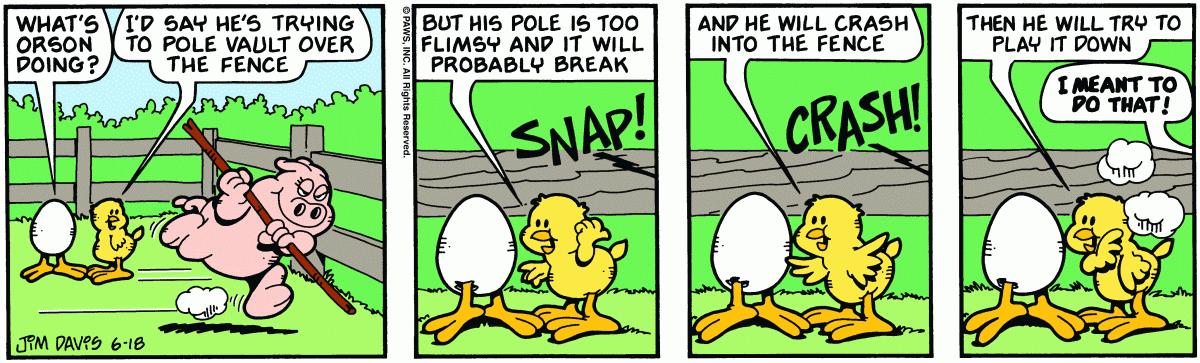 WHAT'S
ORSON
DOING?
I'D SAY HE'S TRYING
TO POLE VAULT OVER
THE FENCE
JIM DAVIS 6-18
© PAWS, INC. All Rights Reserved.
BUT HIS POLE IS TOO
FLIMSY AND IT WILL
PROBABLY BREAK
SNAP!
AND HE WILL CRASH
INTO THE FENCE
CRASH!
THEN HE WILL TRY TO
PLAY IT DOWN
I MEANT TO
DO THAT!